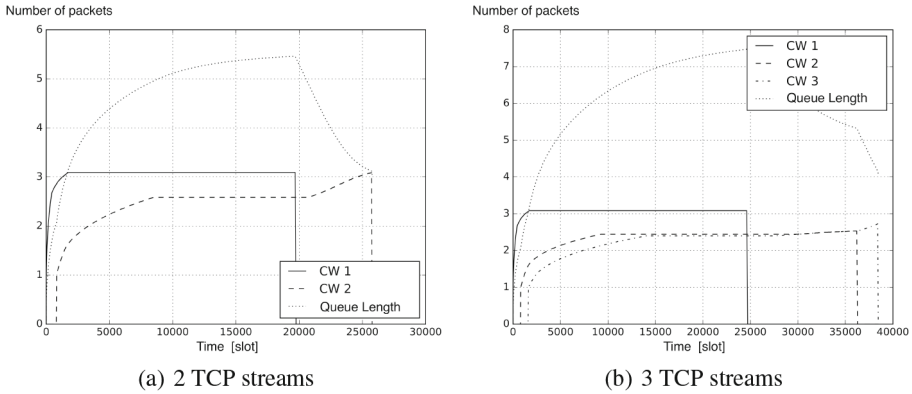 Number of packets
6
5
4
3
2
1
0
0 5000 10000 15000 20000 25000 30000
Time [slot]
CW 1
CW 2
Queue Length
(a) 2 TCP streams
Number of packets
8
7
6
5
4
3
2
1
0
0 5000 10000 15000 20000 25000 30000 35000 40000
Time [slot]
CW 1
CW 2
CW 3
Queue Length
(b) 3 TCP streams